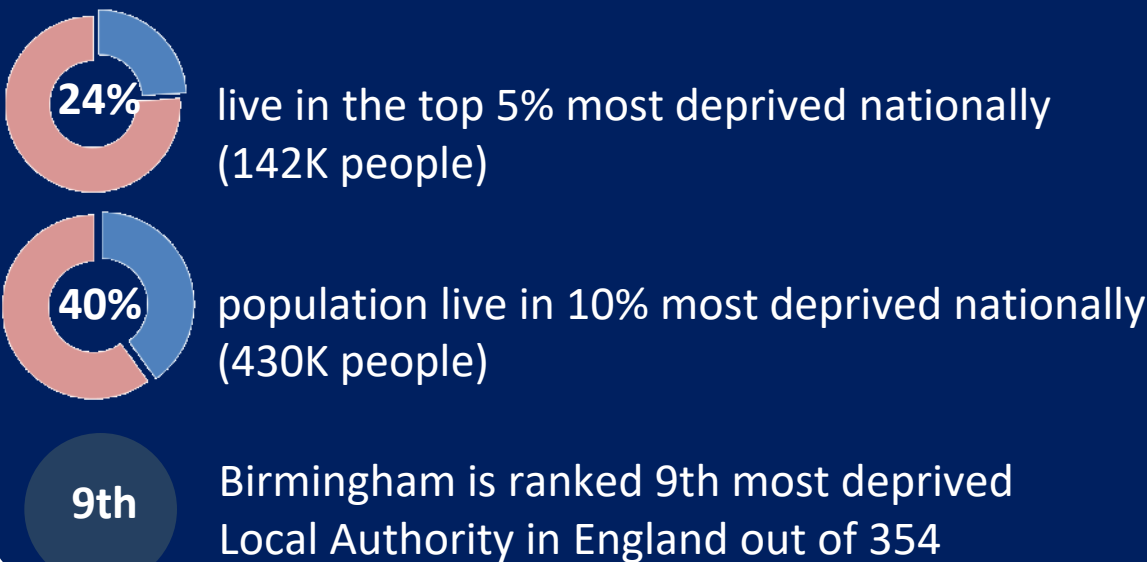 24%
live in the top 5% most deprived nationally
(142K people)
40%
population live in 10% most deprived nationally
(430K people)
9th
Birmingham is ranked 9th most deprived
Local Authority in England out of 354